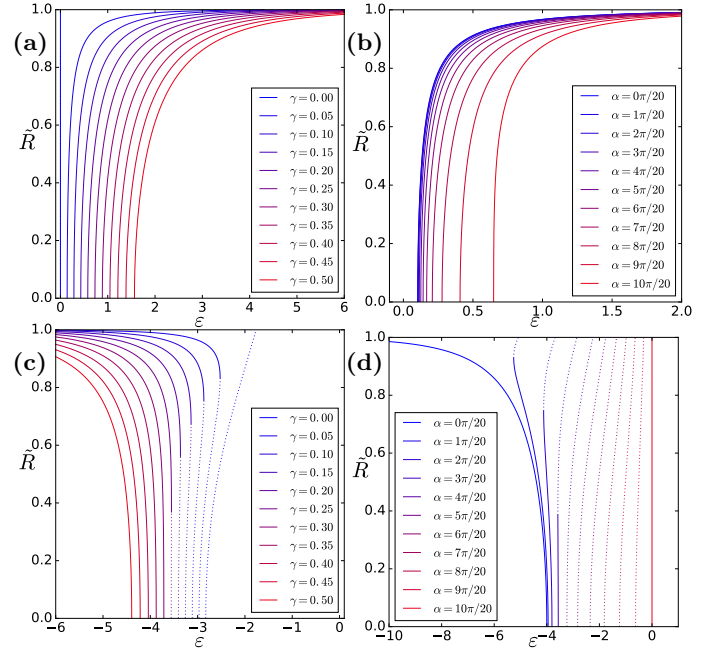 (a)
R̃
1.0
0.8
0.6
0.4
0.2
0.0
γ=0.00
γ=0.05
γ=0.10
γ=0.15
γ=0.20
γ=0.25
γ=0.30
γ=0.35
γ=0.40
γ=0.45
γ=0.50
0 1 2 3 4 5 6
ε
(b)
R̃
1.0
0.8
0.6
0.4
0.2
0.0
α=0π/20
α=1π/20
α=2π/20
α=3π/20
α=4π/20
α=5π/20
α=6π/20
α=7π/20
α=8π/20
α=9π/20
α=10π/20
0.0 0.5 1.0 1.5 2.0
ε
(c)
R̃
1.0
0.8
0.6
0.4
0.2
0.0
γ=0.00
γ=0.05
γ=0.10
γ=0.15
γ=0.20
γ=0.25
γ=0.30
γ=0.35
γ=0.40
γ=0.45
γ=0.50
−6 −5 −4 −3 −2 −1 0
ε
(d)
R̃
1.0
0.8
0.6
0.4
0.2
0.0
α=0π/20
α=1π/20
α=2π/20
α=3π/20
α=4π/20
α=5π/20
α=6π/20
α=7π/20
α=8π/20
α=9π/20
α=10π/20
−10 −8 −6 −4 −2 0
ε